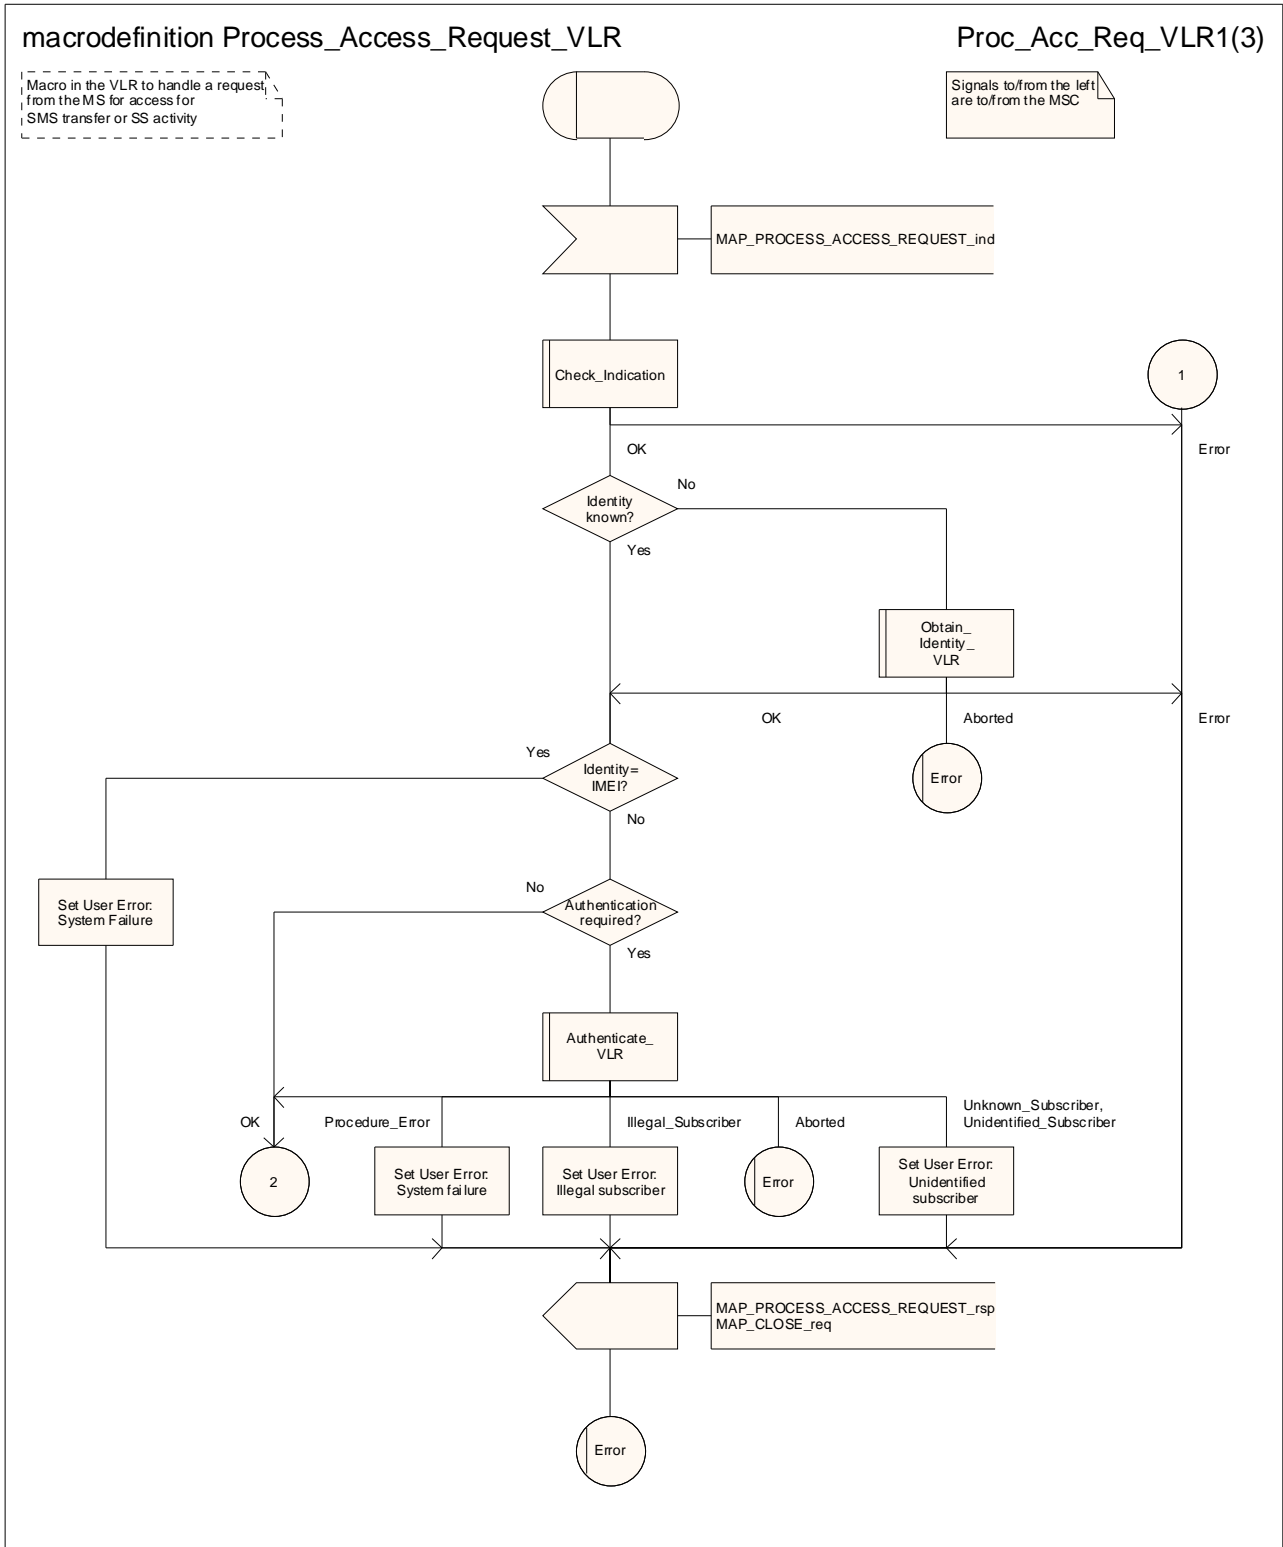 macrodefinition Process_Access_Request_VLR
Proc_Acc_Req_VLR1(3)
Macro in the VLR to handle a request
from the MS for access for
SMS transfer or SS activity
Signals to/from the left
are to/from the MSC
MAP_PROCESS_ACCESS_REQUEST_ind
Check_Indication
1
OK
Error
No
Identity
known?
Yes
Obtain_
Identity_
VLR
OK
Aborted
Error
Yes
Identity=
IMEI?
Error
No
Set User Error:
System Failure
No
Authentication
required?
Yes
Authenticate_
VLR
OK
Procedure_Error
Illegal_Subscriber
Aborted
Unknown_Subscriber,
Unidentified_Subscriber
2
Set User Error:
System failure
Set User Error:
Illegal subscriber
Error
Set User Error:
Unidentified
subscriber
MAP_PROCESS_ACCESS_REQUEST_rsp
MAP_CLOSE_req
Error